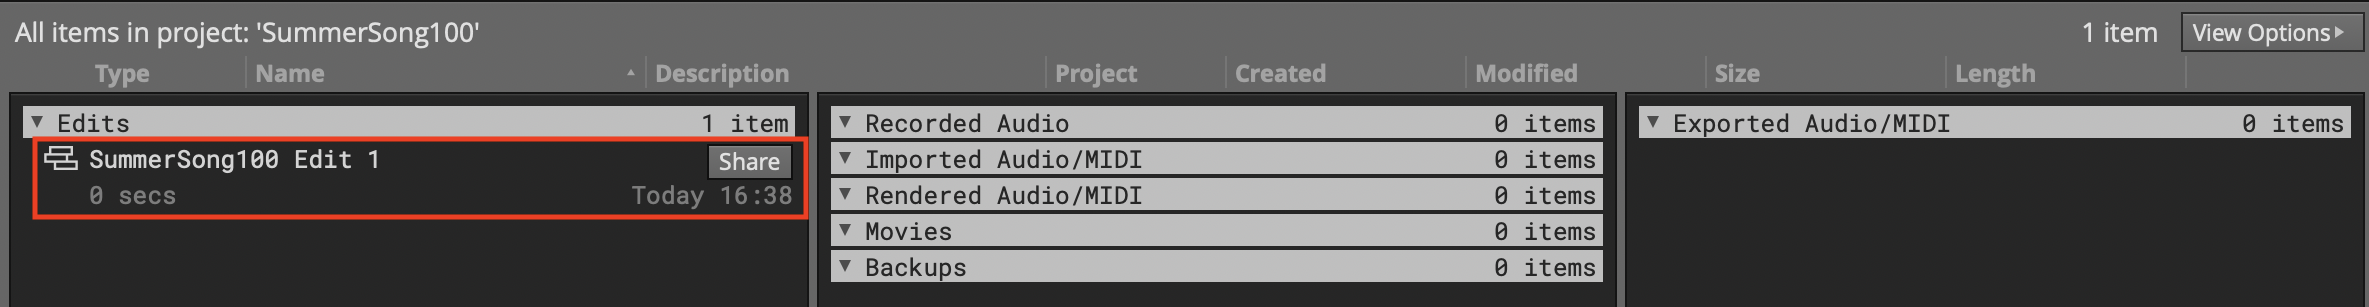 All items in project: 'SummerSong100' 1 item View Options
Type Name Description Project Created Modified Size Length
Edits 1 item
SummerSong100 Edit 1 Share
0 secs Today 16:38
Recorded Audio 0 items
Imported Audio/MIDI 0 items
Rendered Audio/MIDI 0 items
Movies 0 items
Backups 0 items
Exported Audio/MIDI 0 items